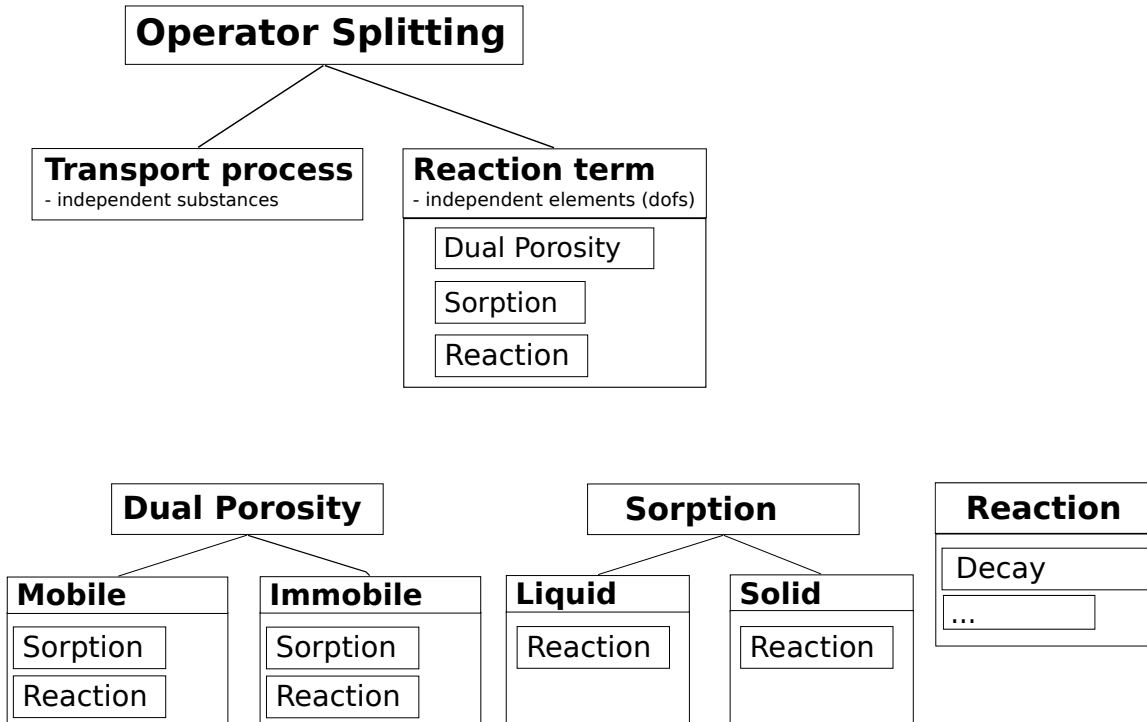 Operator Splitting
Transport process
- independent substances
Reaction term
- independent elements (dofs)
Dual Porosity
Sorption
Reaction
Dual Porosity
Mobile
Sorption
Reaction
Immobile
Sorption
Reaction
Sorption
Liquid
Reaction
Solid
Reaction
Reaction
Decay
...